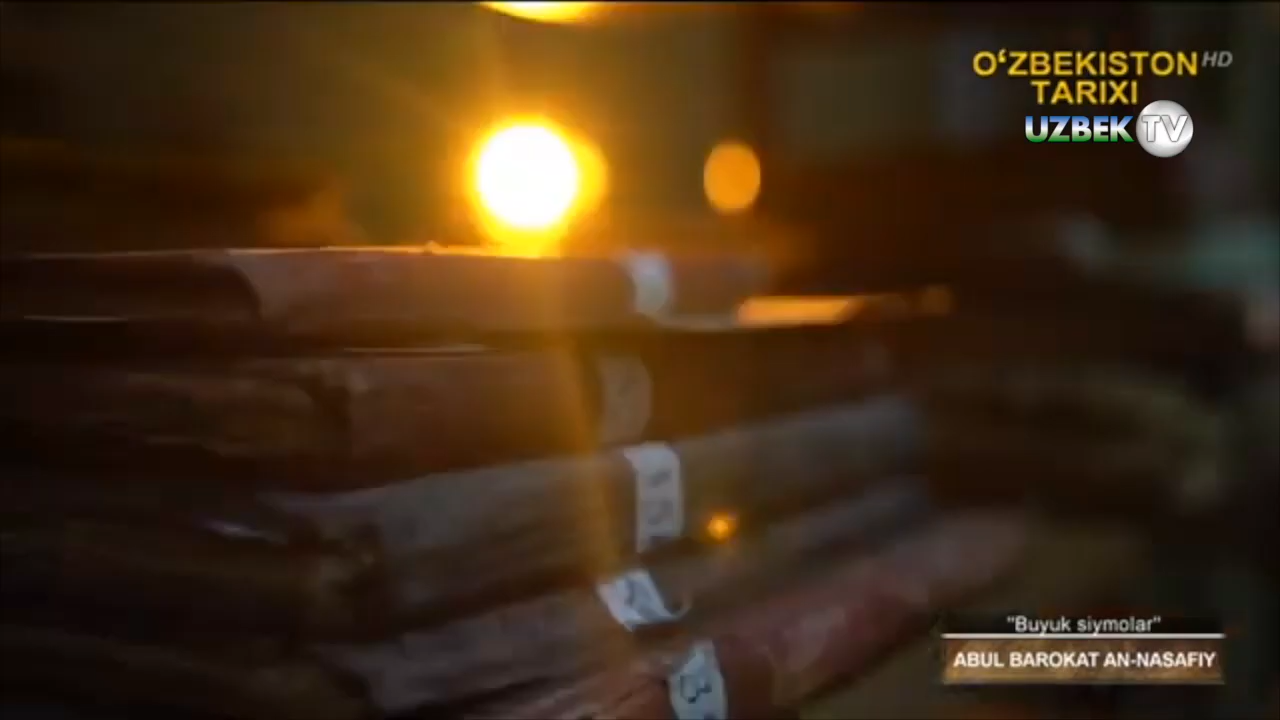 O‘ZBEKISTON HD
TARIXI
UZBEK TV
"Buyuk siymolar"
ABUL BAROKAT AN-NASAFIY